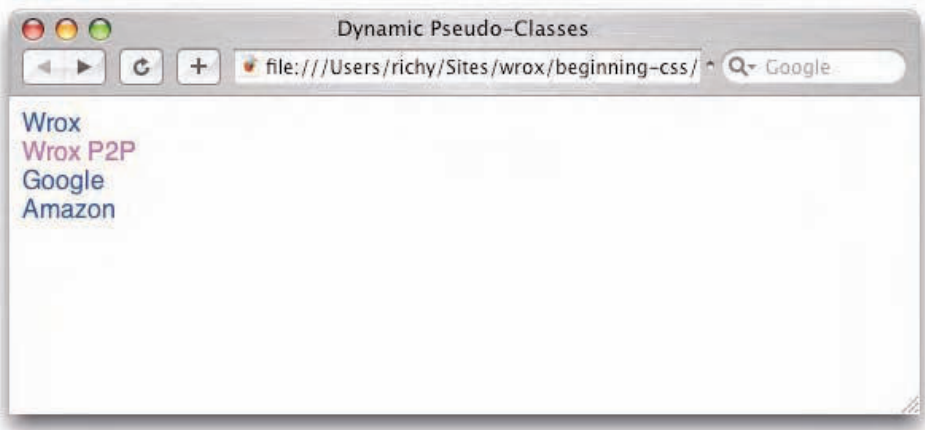 Dynamic Pseudo-Classes
file:///Users/richy/Sites/wrox/beginning-css/
Google
Wrox
Wrox P2P
Google
Amazon